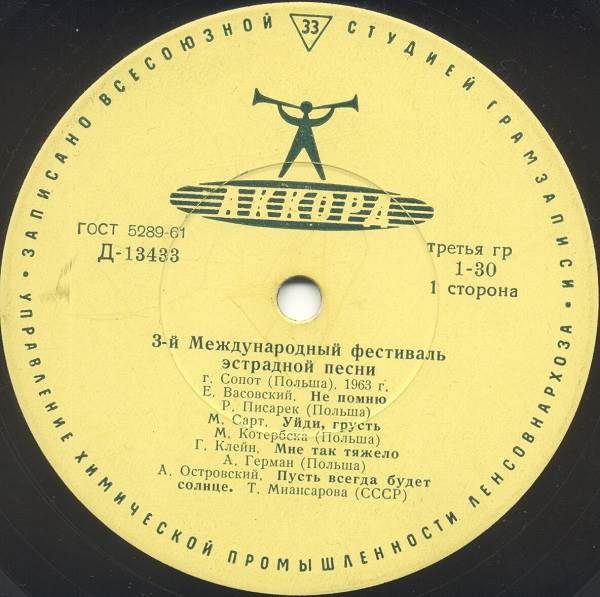 УПРАВЛЕНИЕ ХИМИЧЕСКОЙ ПРОМЫШЛЕННОСТИ ЛЕНСОВНАРХОЗА • ЗАПИСАНО ВСЕСОЮЗНОЙ СТУДИЕЙ ГРАМЗАПИСИ •
33
АККОРД
ГОСТ 5289-61
Д-13433
третья гр
1-30
1 сторона
3-й Международный фестиваль
эстрадной песни
г. Сопот (Польша), 1963 г.
Е. Васовский. Не помню
Р. Писарек (Польша)
М. Сарт. Уйди, грусть
М. Котербска (Польша)
Г. Клейн. Мне так тяжело
А. Герман (Польша)
А. Островский. Пусть всегда будет
солнце. Т. Миансарова (СССР)